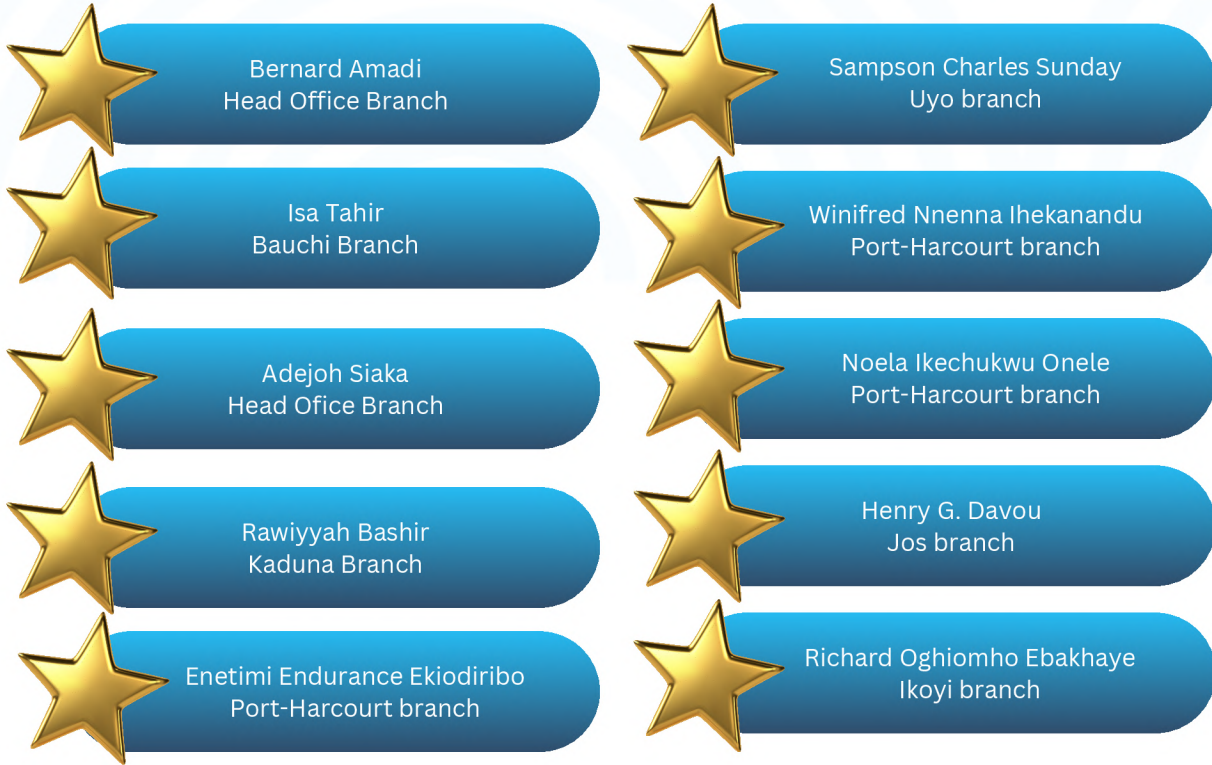 Bernard Amadi
Head Office Branch
Isa Tahir
Bauchi Branch
Adejoh Siaka
Head Ofice Branch
Rawiyyah Bashir
Kaduna Branch
Enetimi Endurance Ekiodiribo
Port-Harcourt branch
Sampson Charles Sunday
Uyo branch
Winifred Nnenna Ihekanandu
Port-Harcourt branch
Noela Ikechukwu Onele
Port-Harcourt branch
Henry G. Davou
Jos branch
Richard Oghiomho Ebakhaye
Ikoyi branch